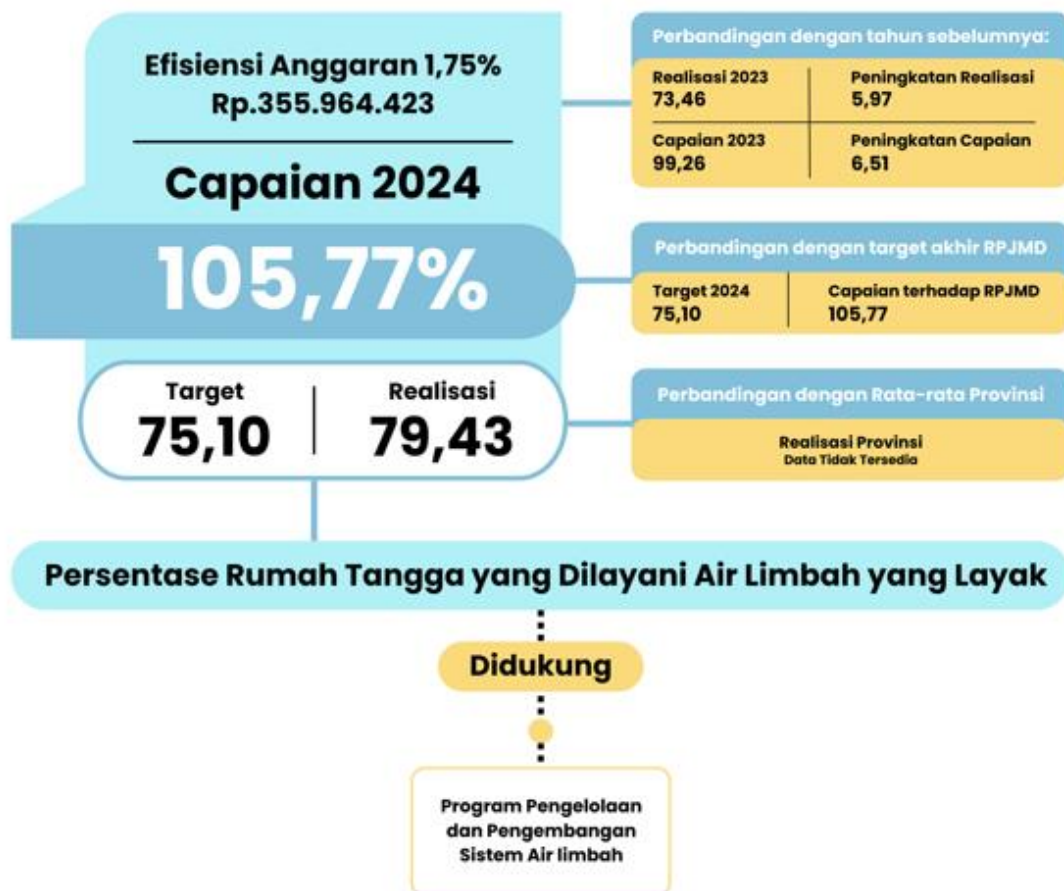 Efisiensi Anggaran 1,75%
Rp.355.964.423
Capaian 2024
105,77%
Target
75,10
Realisasi
79,43
Perbandingan dengan tahun sebelumnya:
Realisasi 2023
73,46
Peningkatan Realisasi
5,97
Capaian 2023
99,26
Peningkatan Capaian
6,51
Perbandingan dengan target akhir RPJMD
Target 2024
75,10
Capaian terhadap RPJMD
105,77
Perbandingan dengan Rata-rata Provinsi
Realisasi Provinsi
Data Tidak Tersedia
Persentase Rumah Tangga yang Dilayani Air Limbah yang Layak
Didukung
Program Pengelolaan
dan Pengembangan
Sistem Air limbah